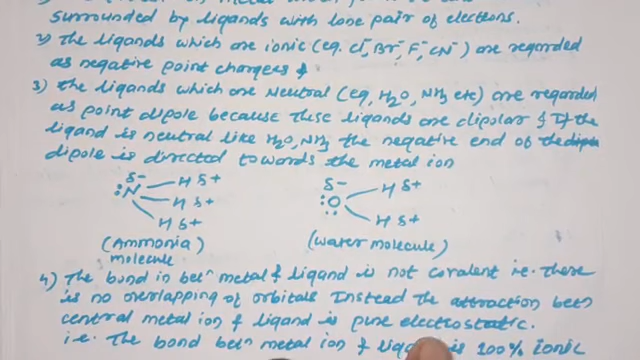 surrounded by ligands with lone pair of electrons.
2) The ligands which are ionic (eg. Cl⁻, Br⁻, F⁻, CN⁻) are regarded
as negative point charges &
3) The ligands which are Neutral (eg, H₂O, NH₃ etc) are regarded
as point dipole because these ligands are dipolar & If the
ligand is neutral like H₂O, NH₃ the negative end of the
dipole is directed towards the metal ion
δ- H δ+ δ- H δ+
:N H δ+ :O
H δ+ H δ+
(Ammonia) (water molecule)
molecule
4) The bond in betn metal & ligand is not covalent i.e. There
is no overlapping of orbitals Instead the attraction betn
central metal ion & ligand is pure electrostatic.
i.e. The bond betn metal ion & is 100% ionic